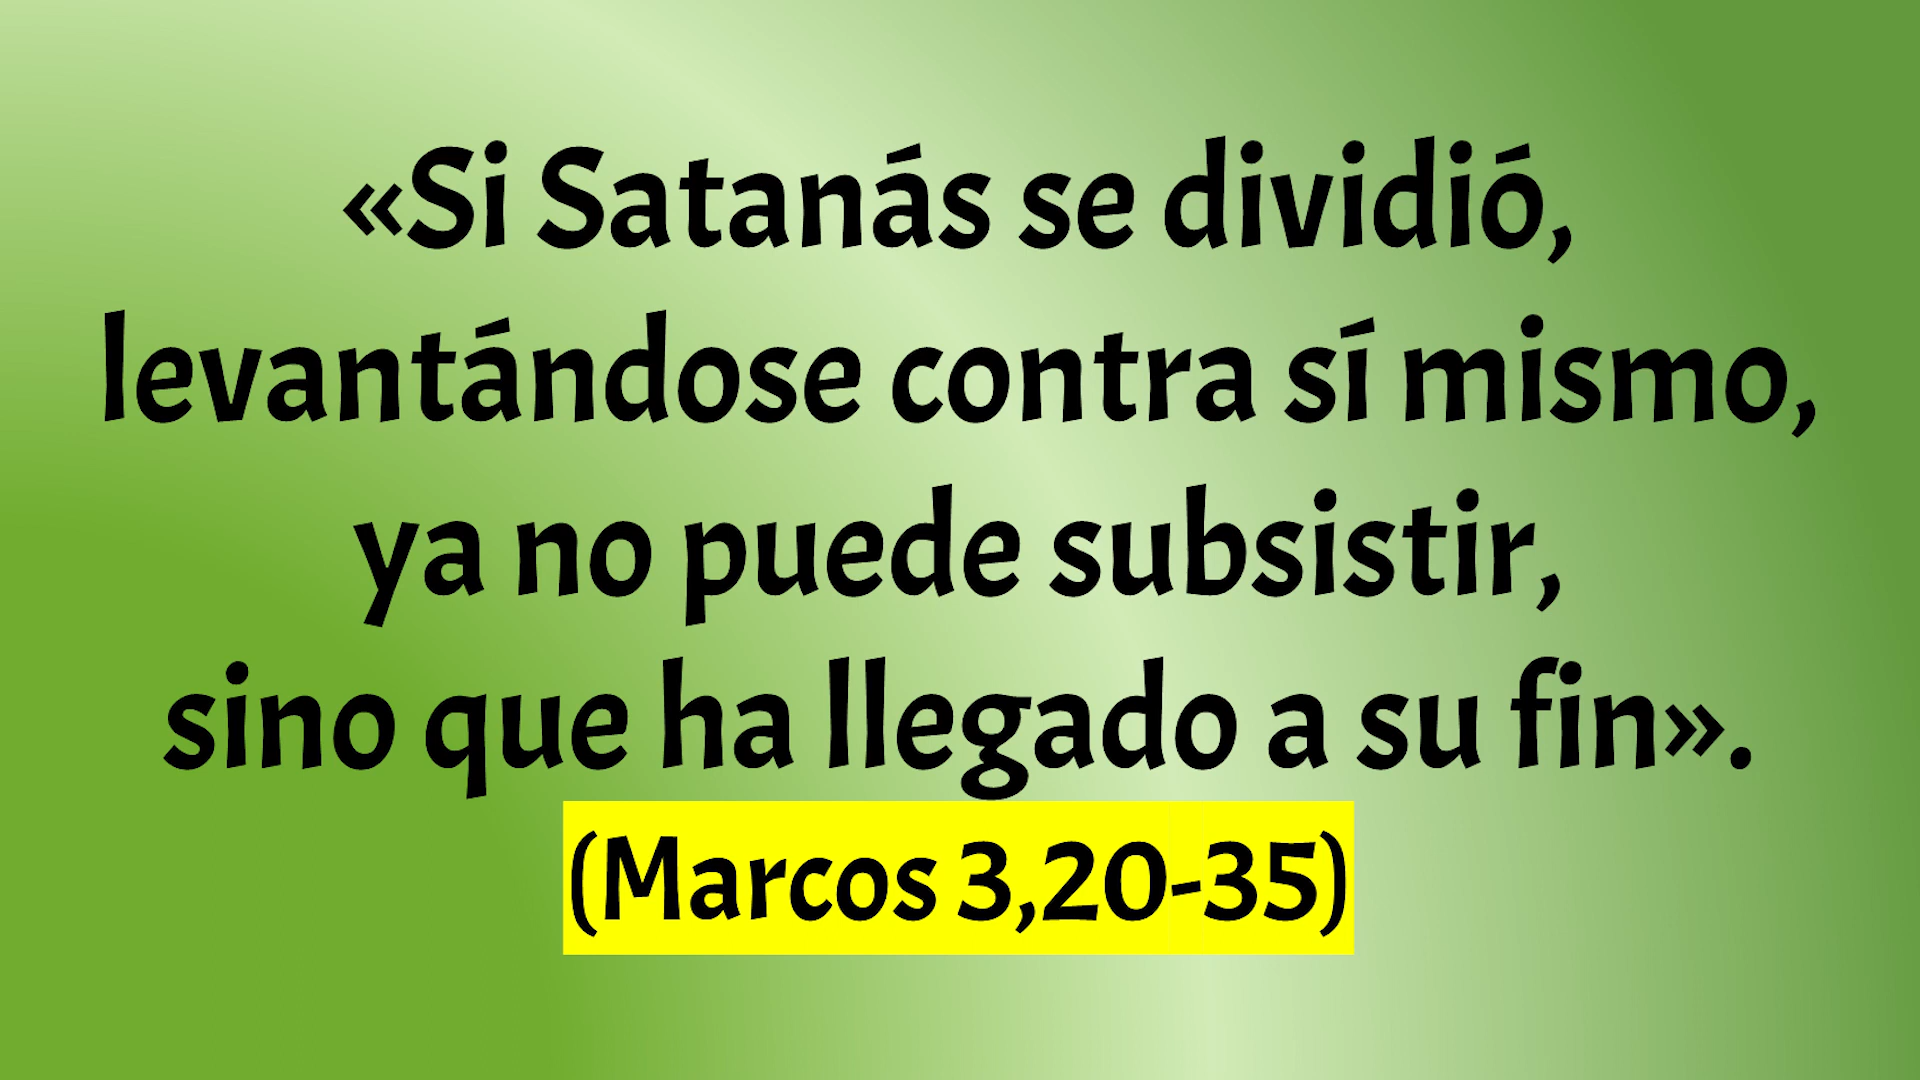 «Si Satanás se dividió,
levantándose contra sí mismo,
ya no puede subsistir,
sino que ha llegado a su fin».
(Marcos 3,20-35)